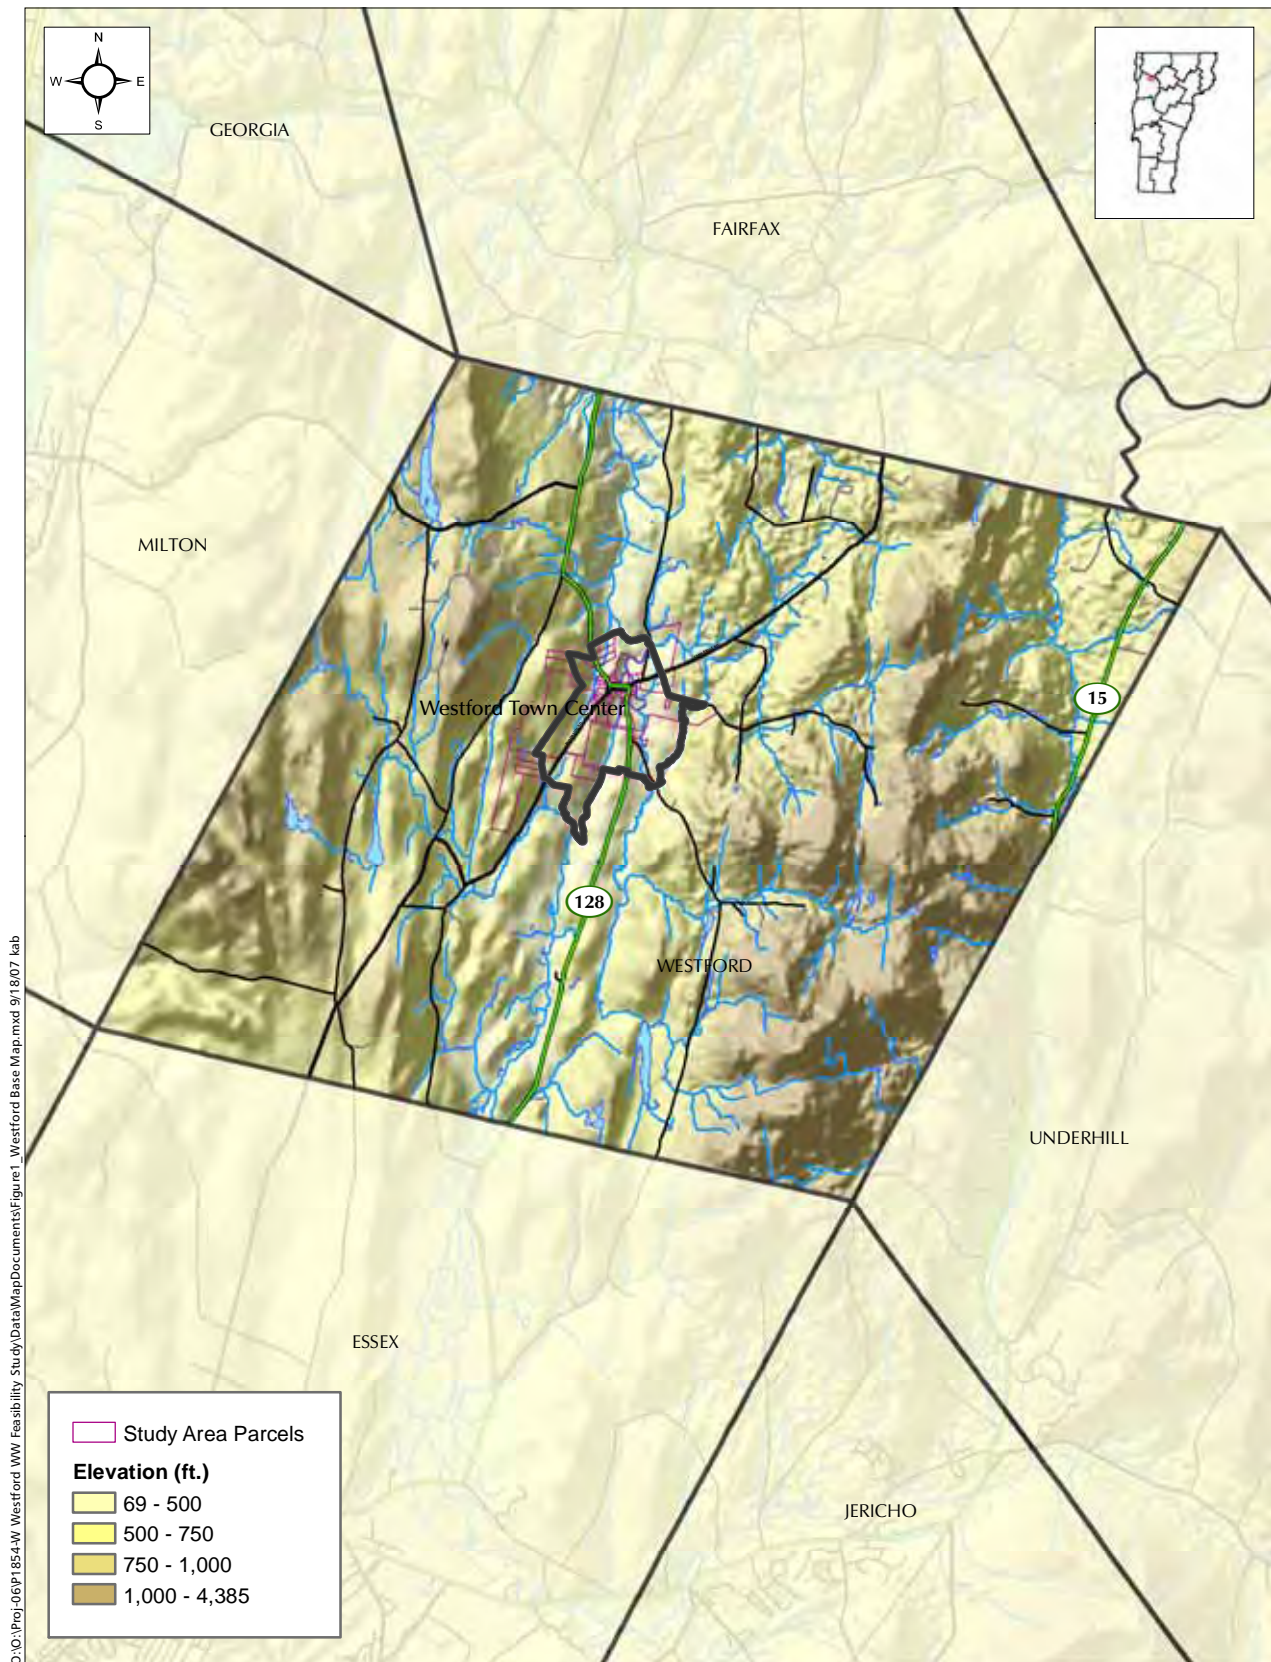 N
W E
S
GEORGIA
FAIRFAX
MILTON
15
Westford Town Center
128
WESTFORD
UNDERHILL
ESSEX
JERICHO
Study Area Parcels
Elevation (ft.)
69 - 500
500 - 750
750 - 1,000
1,000 - 4,385
O:\O:\Proj-06\P1854-W Westford WW Feasibility Study\Data\MapDocuments\Figure1_Westford Base Map.mxd 9/18/07 kab